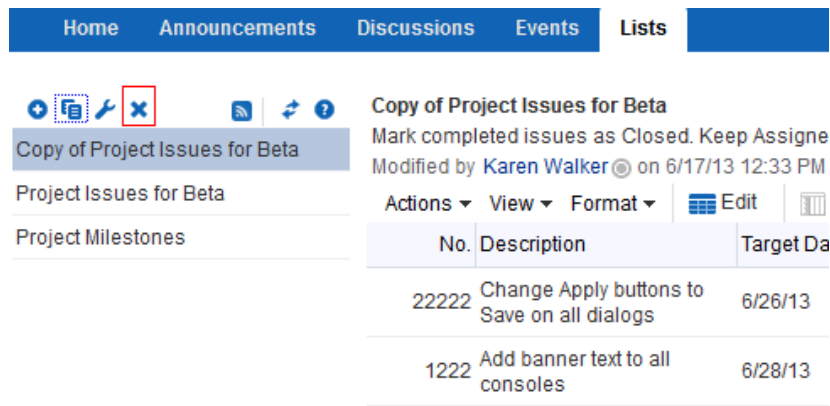 Home Announcements Discussions Events Lists
Copy of Project Issues for Beta
Project Issues for Beta
Project Milestones
Copy of Project Issues for Beta
Mark completed issues as Closed. Keep Assigne
Modified by Karen Walker on 6/17/13 12:33 PM
Actions View Format Edit
No. Description Target Da
22222 Change Apply buttons to Save on all dialogs 6/26/13
1222 Add banner text to all consoles 6/28/13